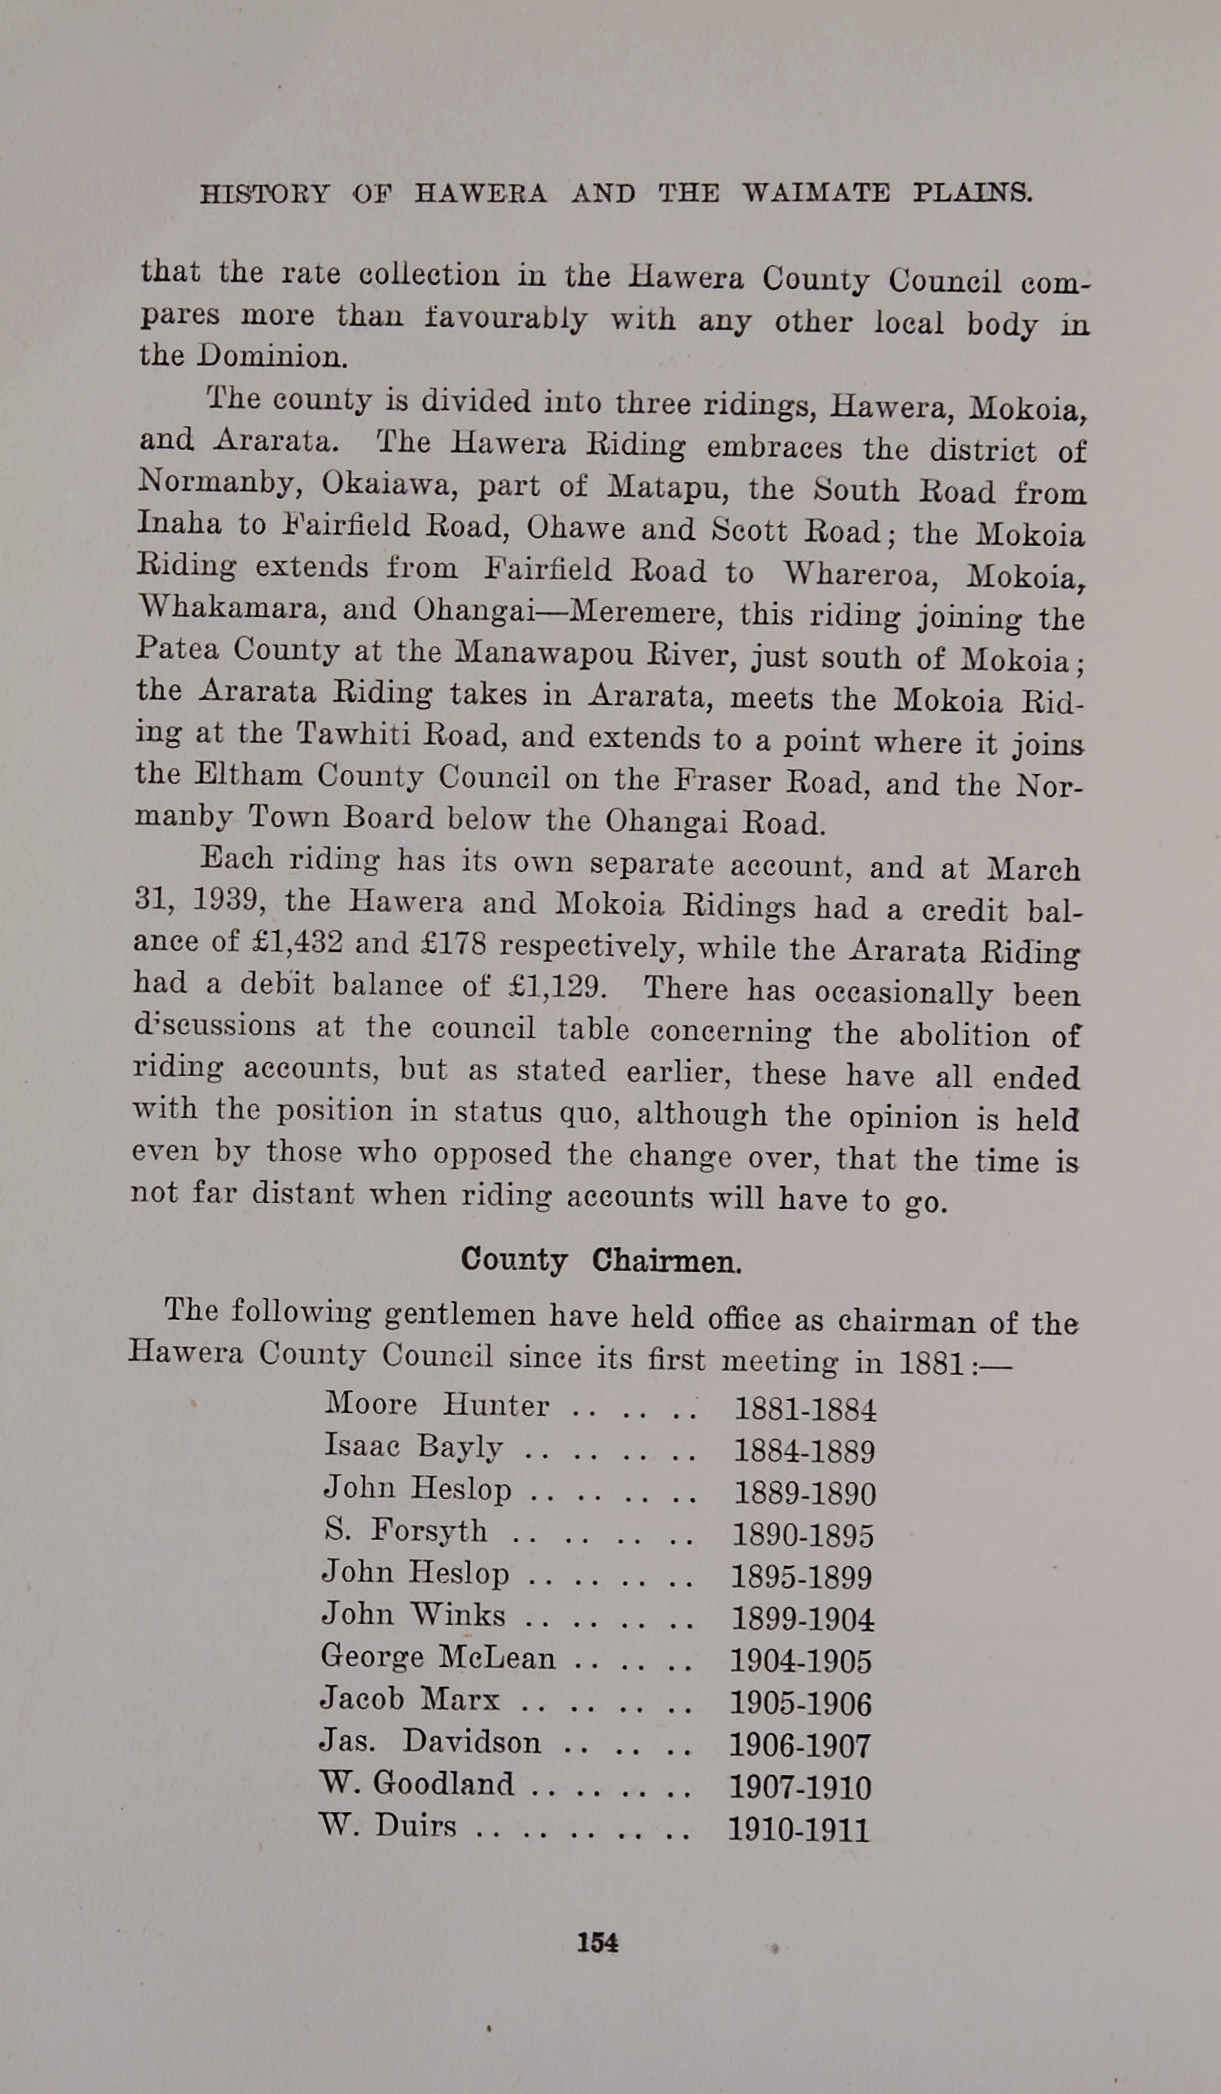 HISTORY OF HAWERA AND THE WAIMATE PLAINS.
that the rate collection in the Hawera County Council com-
pares more than favourably with any other local body in
the Dominion.
The county is divided into three ridings, Hawera, Mokoia,
and Ararata. The Hawera Riding embraces the district of
Normanby, Okaiawa, part of Matapu, the South Road from
Inaha to Fairfield Road, Ohawe and Scott Road; the Mokoia
Riding extends from Fairfield Road to Whareroa, Mokoia,
Whakamara, and Ohangai—Meremere, this riding joining the
Patea County at the Manawapou River, just south of Mokoia;
the Ararata Riding takes in Ararata, meets the Mokoia Rid-
ing at the Tawhiti Road, and extends to a point where it joins
the Eltham County Council on the Fraser Road, and the Nor-
manby Town Board below the Ohangai Road.
Each riding has its own separate account, and at March
31, 1939, the Hawera and Mokoia Ridings had a credit bal-
ance of £1,432 and £178 respectively, while the Ararata Riding
had a debit balance of £1,129. There has occasionally been
discussions at the council table concerning the abolition of
riding accounts, but as stated earlier, these have all ended
with the position in status quo, although the opinion is held
even by those who opposed the change over, that the time is
not far distant when riding accounts will have to go.
County Chairmen.
The following gentlemen have held office as chairman of the
Hawera County Council since its first meeting in 1881:—
Moore Hunter .. .. .. 1881-1884
Isaac Bayly .. .. .. .. 1884-1889
John Heslop .. .. .. .. 1889-1890
S. Forsyth .. .. .. .. 1890-1895
John Heslop .. .. .. .. 1895-1899
John Winks .. .. .. .. 1899-1904
George McLean .. .. .. 1904-1905
Jacob Marx .. .. .. .. 1905-1906
Jas. Davidson .. .. .. 1906-1907
W. Goodland .. .. .. .. 1907-1910
W. Duirs .. .. .. .. .. 1910-1911
154